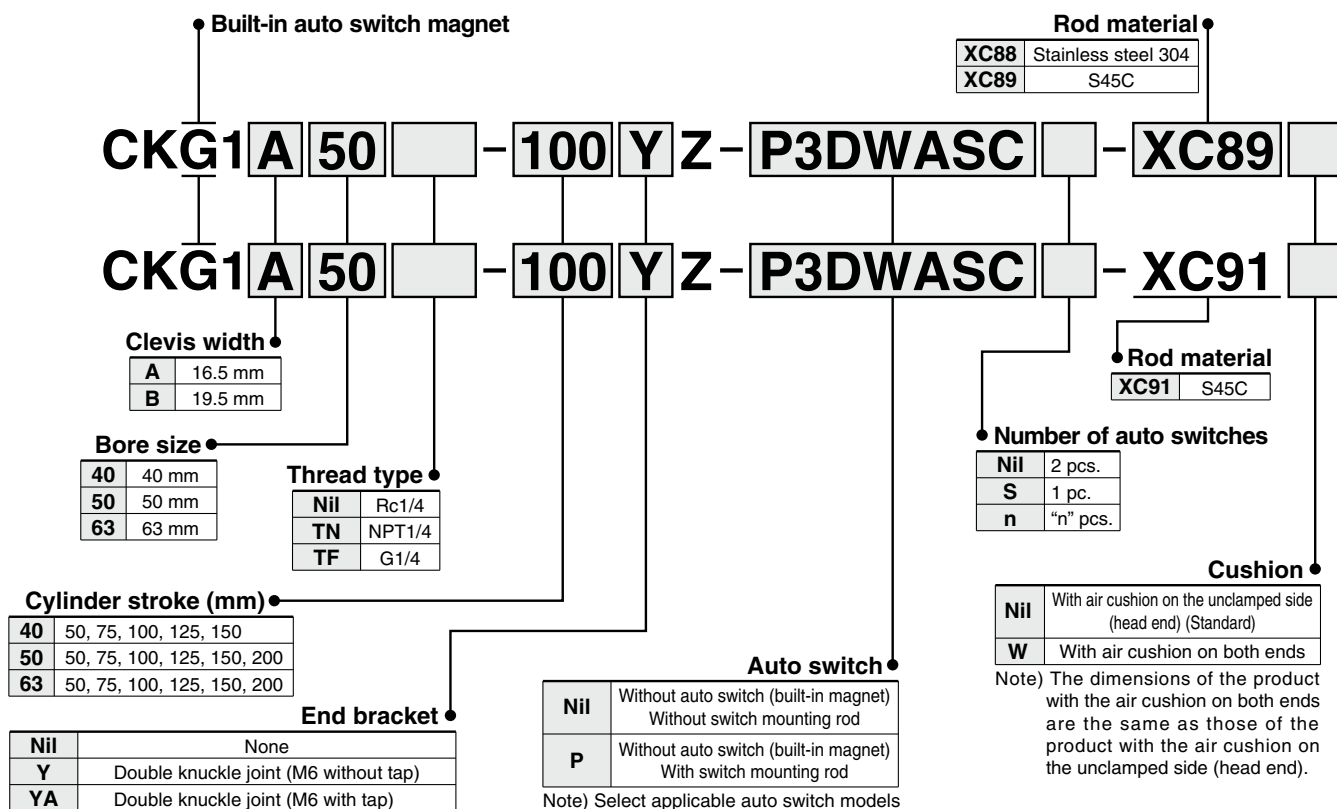 Built-in auto switch magnet
Rod material
XC88 Stainless steel 304
XC89 S45C
CKG1 A 50 - 100 Y Z - P3DWASC - XC89
CKG1 A 50 - 100 Y Z - P3DWASC - XC91
Clevis width
A 16.5 mm
B 19.5 mm
Rod material
XC91 S45C
Bore size
40 40 mm
50 50 mm
63 63 mm
Thread type
Nil Rc1/4
TN NPT1/4
TF G1/4
Number of auto switches
Nil 2 pcs.
S 1 pc.
n “n” pcs.
Cylinder stroke (mm)
40 50, 75, 100, 125, 150
50 50, 75, 100, 125, 150, 200
63 50, 75, 100, 125, 150, 200
Cushion
Nil With air cushion on the unclamped side
(head end) (Standard)
W With air cushion on both ends
Note) The dimensions of the product
with the air cushion on both ends
are the same as those of the
product with the air cushion on
the unclamped side (head end).
End bracket
Nil None
Y Double knuckle joint (M6 without tap)
YA Double knuckle joint (M6 with tap)
Auto switch
Nil Without auto switch (built-in magnet)
Without switch mounting rod
P Without auto switch (built-in magnet)
With switch mounting rod
Note) Select applicable auto switch models